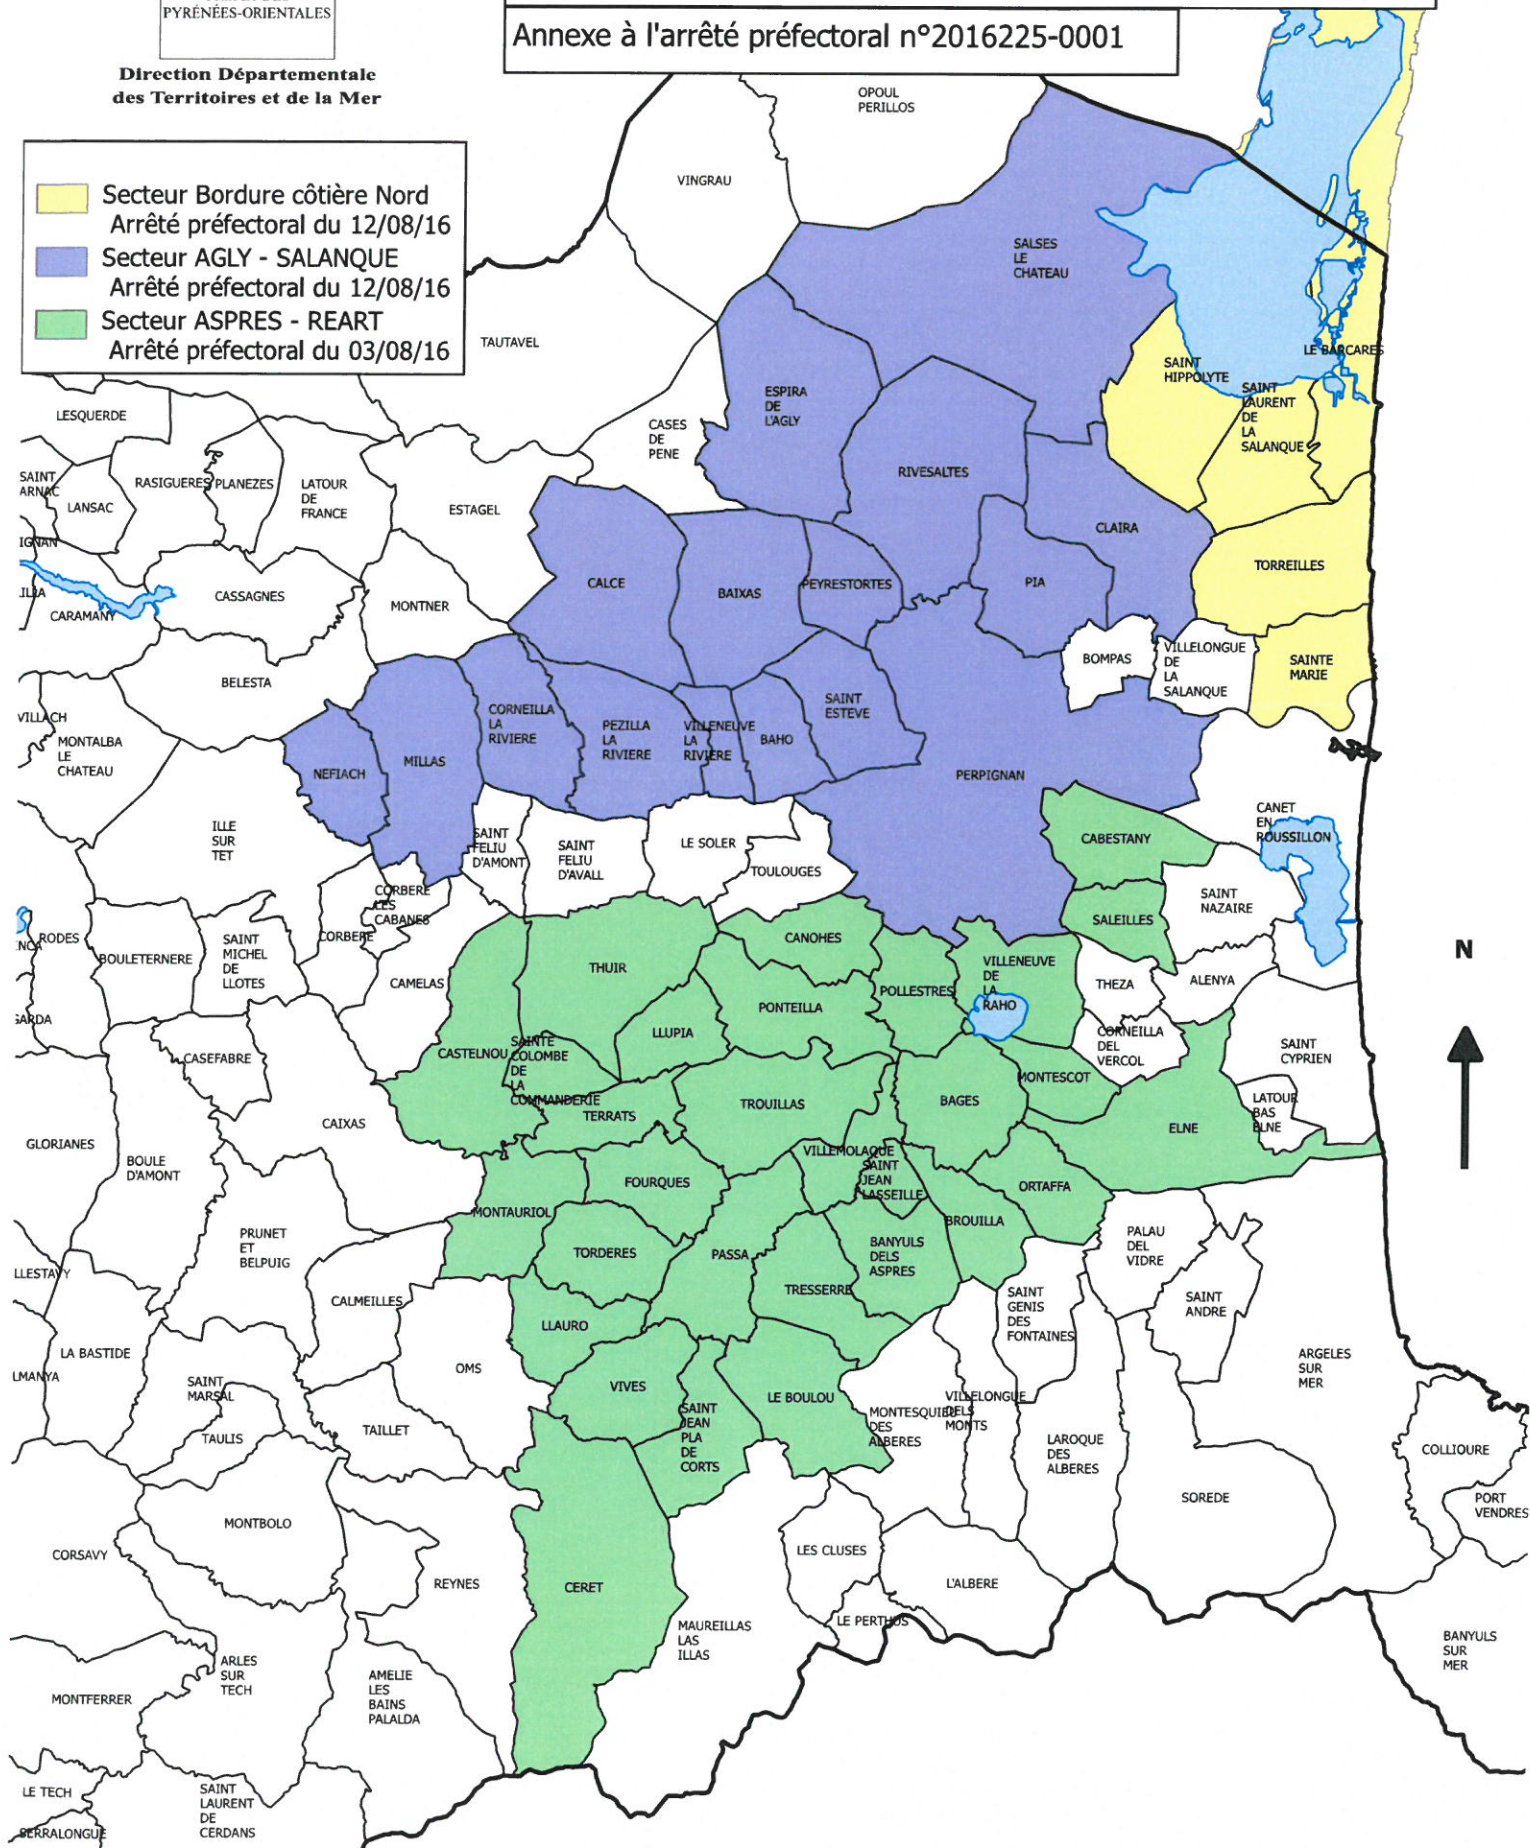 PYRÉNÉES-ORIENTALES
Direction Départementale
des Territoires et de la Mer
Annexe à l'arrêté préfectoral n°2016225-0001
Secteur Bordure côtière Nord
Arrêté préfectoral du 12/08/16
Secteur AGLY - SALANQUE
Arrêté préfectoral du 12/08/16
Secteur ASPRES - REART
Arrêté préfectoral du 03/08/16
OPOUL
PERILLOS
VINGRAU
SALSES
LE
CHATEAU
TAUTAVEL
LE BARCARES
SAINT
HIPPOLYTE
SAINT
LAURENT
DE
LA
SALANQUE
ESPIRA
DE
L'AGLY
LESQUERDE
CASES
DE
PENE
RIVESALTES
SAINT
ARNAC
LANSAC
RASIGUERES
PLANEZES
LATOUR
DE
FRANCE
ESTAGEL
CLAIRA
IGNAN
TORREILLES
CALCE
BAIXAS
PEYRESTORTES
PIA
CASSAGNES
MONTNER
CARAMANY
BOMPAS
VILLELONGUE
DE
LA
SALANQUE
SAINTE
MARIE
BELESTA
VILLACH
MONTALBA
LE
CHATEAU
CORNEILLA
LA
RIVIERE
PEZILLA
LA
RIVIERE
VILLENEUVE
LA
RIVIERE
BAHO
SAINT
ESTEVE
NEFIACH
MILLAS
PERPIGNAN
CANET
EN
ROUSSILLON
ILLE
SUR
TET
SAINT
FELIU
D'AMONT
SAINT
FELIU
D'AVALL
LE SOLER
TOULOUGES
CABESTANY
CORBERE
LES
CABANES
SAINT
NAZAIRE
SALEILLES
RODES
BOULETERNERE
SAINT
MICHEL
DE
LLOTES
CORBERE
CAMELAS
THUIR
CANOHES
PONTEILLA
POLLESTRES
VILLENEUVE
DE
LA
RAHO
THEZA
ALENYA
N
LLUPIA
CORNEILLA
DEL
VERCOL
SAINT
CYPRIEN
CASEFABRE
CASTELNOU
SAINTE
COLOMBE
DE
LA
COMMANDERIE
TERRATS
TROUILLAS
BAGES
MONTESCOT
LATOUR
BAS
ELNE
ELNE
CAIXAS
GLORIANES
BOULE
D'AMONT
VILLEMOLAQUE
SAINT
JEAN
LASSEILLE
FOURQUES
ORTAFFA
MONTAURIOL
BROUILLA
PRUNET
ET
BELPUIG
TORDERES
PASSA
BANYULS
DELS
ASPRES
PALAU
DEL
VIDRE
LLESTAVY
TRESSERRE
CALMEILLES
SAINT
GENIS
DES
FONTAINES
SAINT
ANDRE
LLAURO
LA BASTIDE
OMS
ARGELES
SUR
MER
LMANYA
SAINT
MARSAL
VIVES
LE BOULOU
SAINT
JEAN
PLA
DE
CORTS
MONTESQUIEU
DES
ALBERES
VILLELONGUE
DELS
MONTS
TAILLET
TAULIS
LAROQUE
DES
ALBERES
COLLIOURE
SOREDE
PORT
VENDRES
MONTBOLO
CORSAVY
LES CLUSES
REYNES
CERET
L'ALBERE
LE PERTHUS
MAUREILLAS
LAS
ILLAS
BANYULS
SUR
MER
ARLES
SUR
TECH
AMELIE
LES
BAINS
PALALDA
MONTFERRER
LE TECH
SAINT
LAURENT
DE
CERDANS
SERRALONGUE